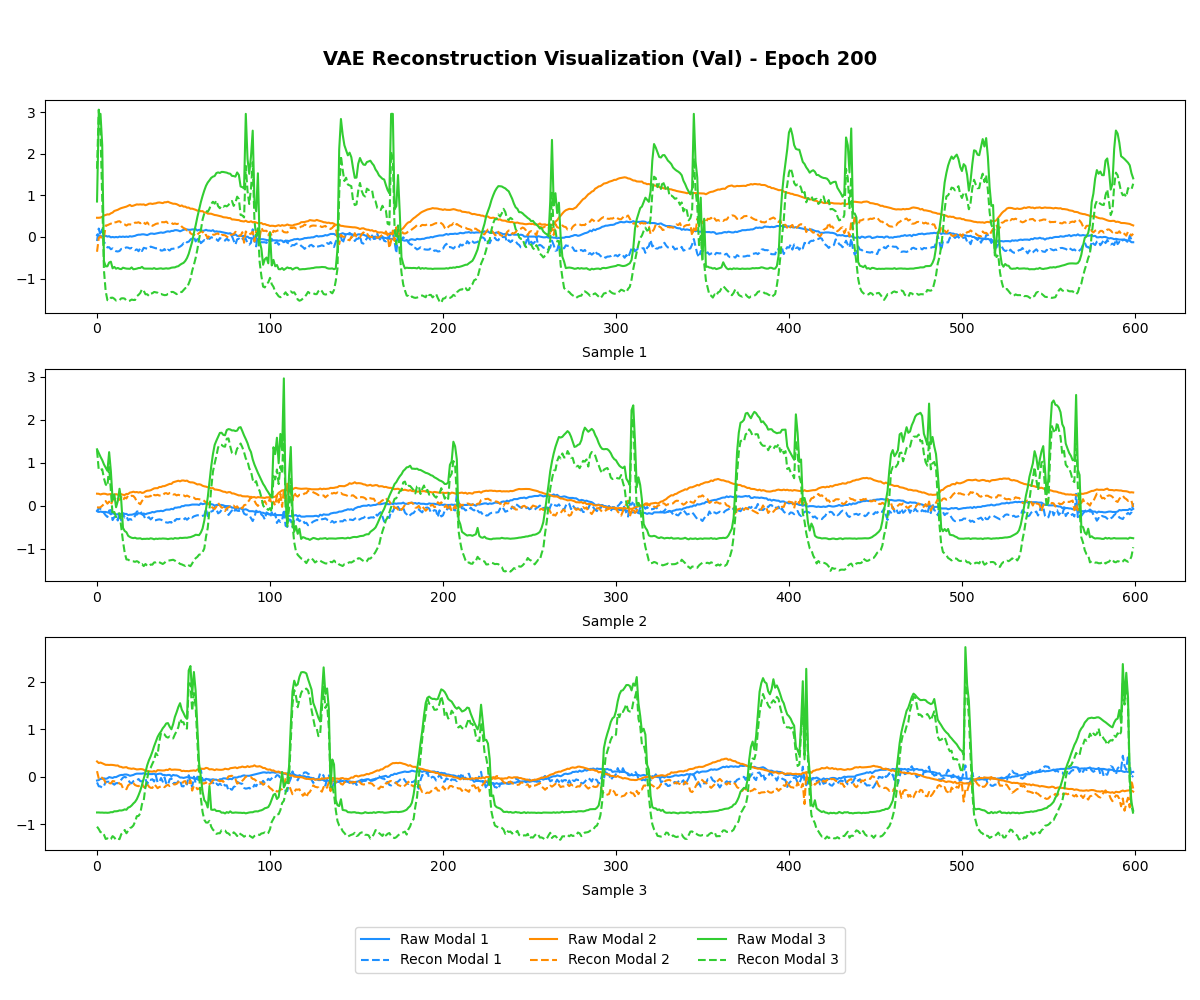 VAE Reconstruction Visualization (Val) - Epoch 200
3
2
1
0
−1
0 100 200 300 400 500 600
Sample 1
3
2
1
0
−1
0 100 200 300 400 500 600
Sample 2
2
1
0
−1
0 100 200 300 400 500 600
Sample 3
Raw Modal 1 Raw Modal 2 Raw Modal 3
Recon Modal 1 Recon Modal 2 Recon Modal 3